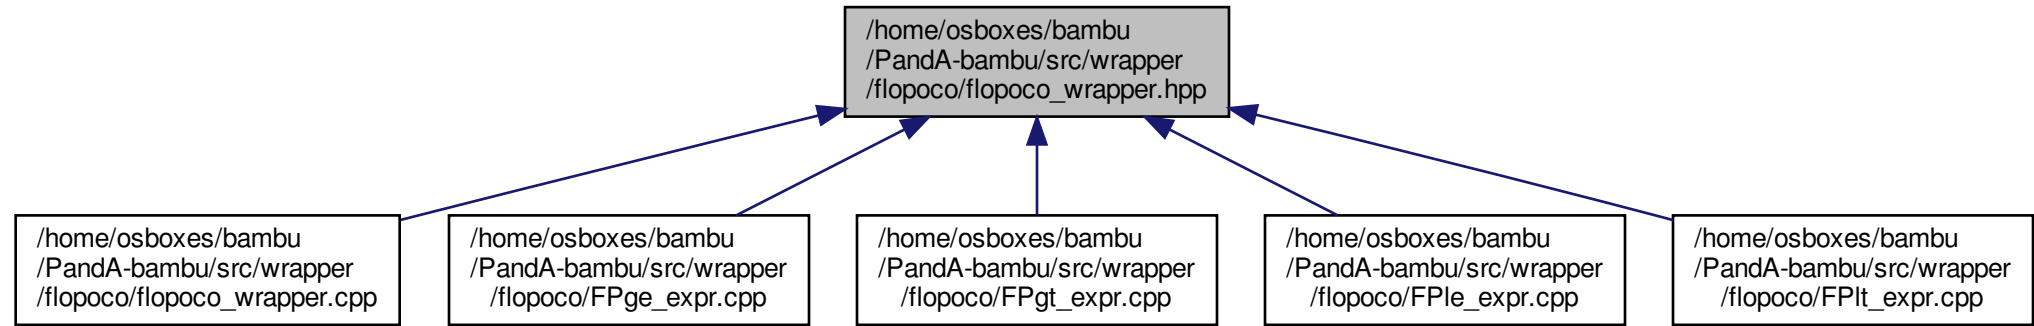 /home/osboxes/bambu
/PandA-bambu/src/wrapper
/flopoco/flopoco_wrapper.hpp
/home/osboxes/bambu
/PandA-bambu/src/wrapper
/flopoco/flopoco_wrapper.cpp
/home/osboxes/bambu
/PandA-bambu/src/wrapper
/flopoco/FPge_expr.cpp
/home/osboxes/bambu
/PandA-bambu/src/wrapper
/flopoco/FPgt_expr.cpp
/home/osboxes/bambu
/PandA-bambu/src/wrapper
/flopoco/FPle_expr.cpp
/home/osboxes/bambu
/PandA-bambu/src/wrapper
/flopoco/FPlt_expr.cpp